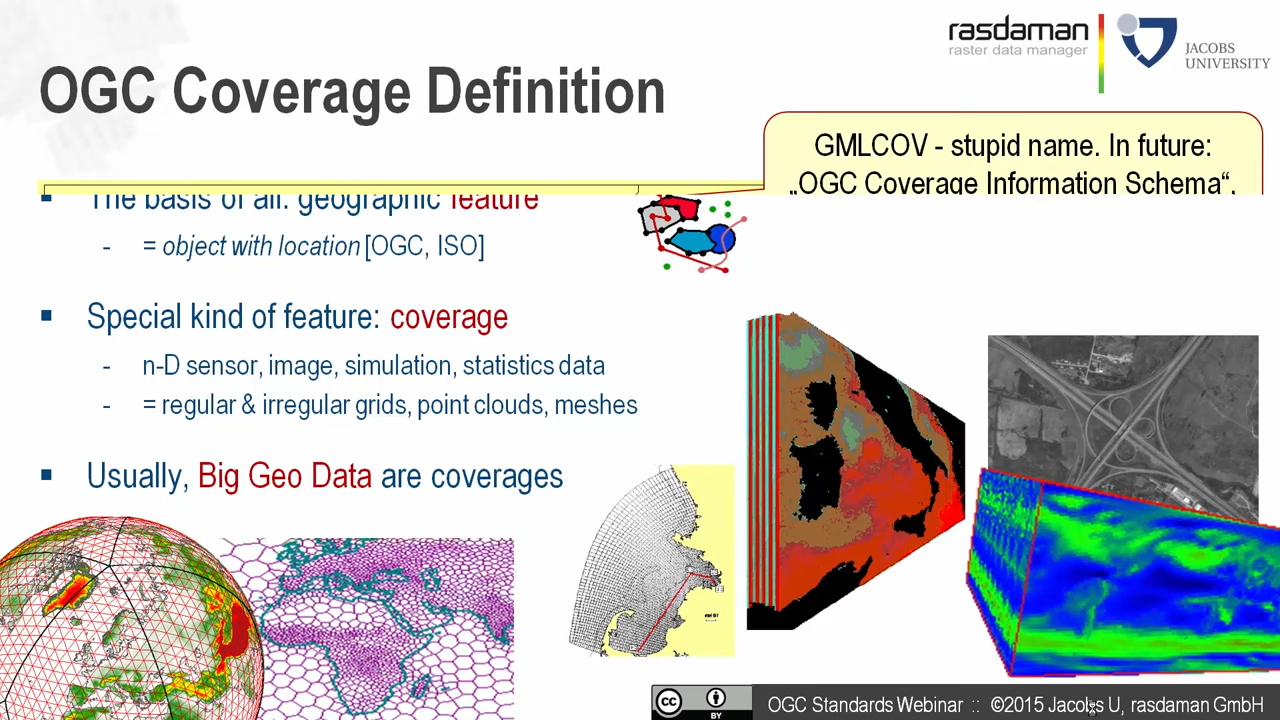 rasdaman
raster data manager
JACOBS
UNIVERSITY
OGC Coverage Definition
GMLCOV - stupid name. In future:
„OGC Coverage Information Schema“,
▪ The basis of all: geographic feature
- = object with location [OGC, ISO]
▪ Special kind of feature: coverage
- n-D sensor, image, simulation, statistics data
- = regular & irregular grids, point clouds, meshes
▪ Usually, Big Geo Data are coverages
cc
BY
OGC Standards Webinar :: ©2015 Jacobs U, rasdaman GmbH